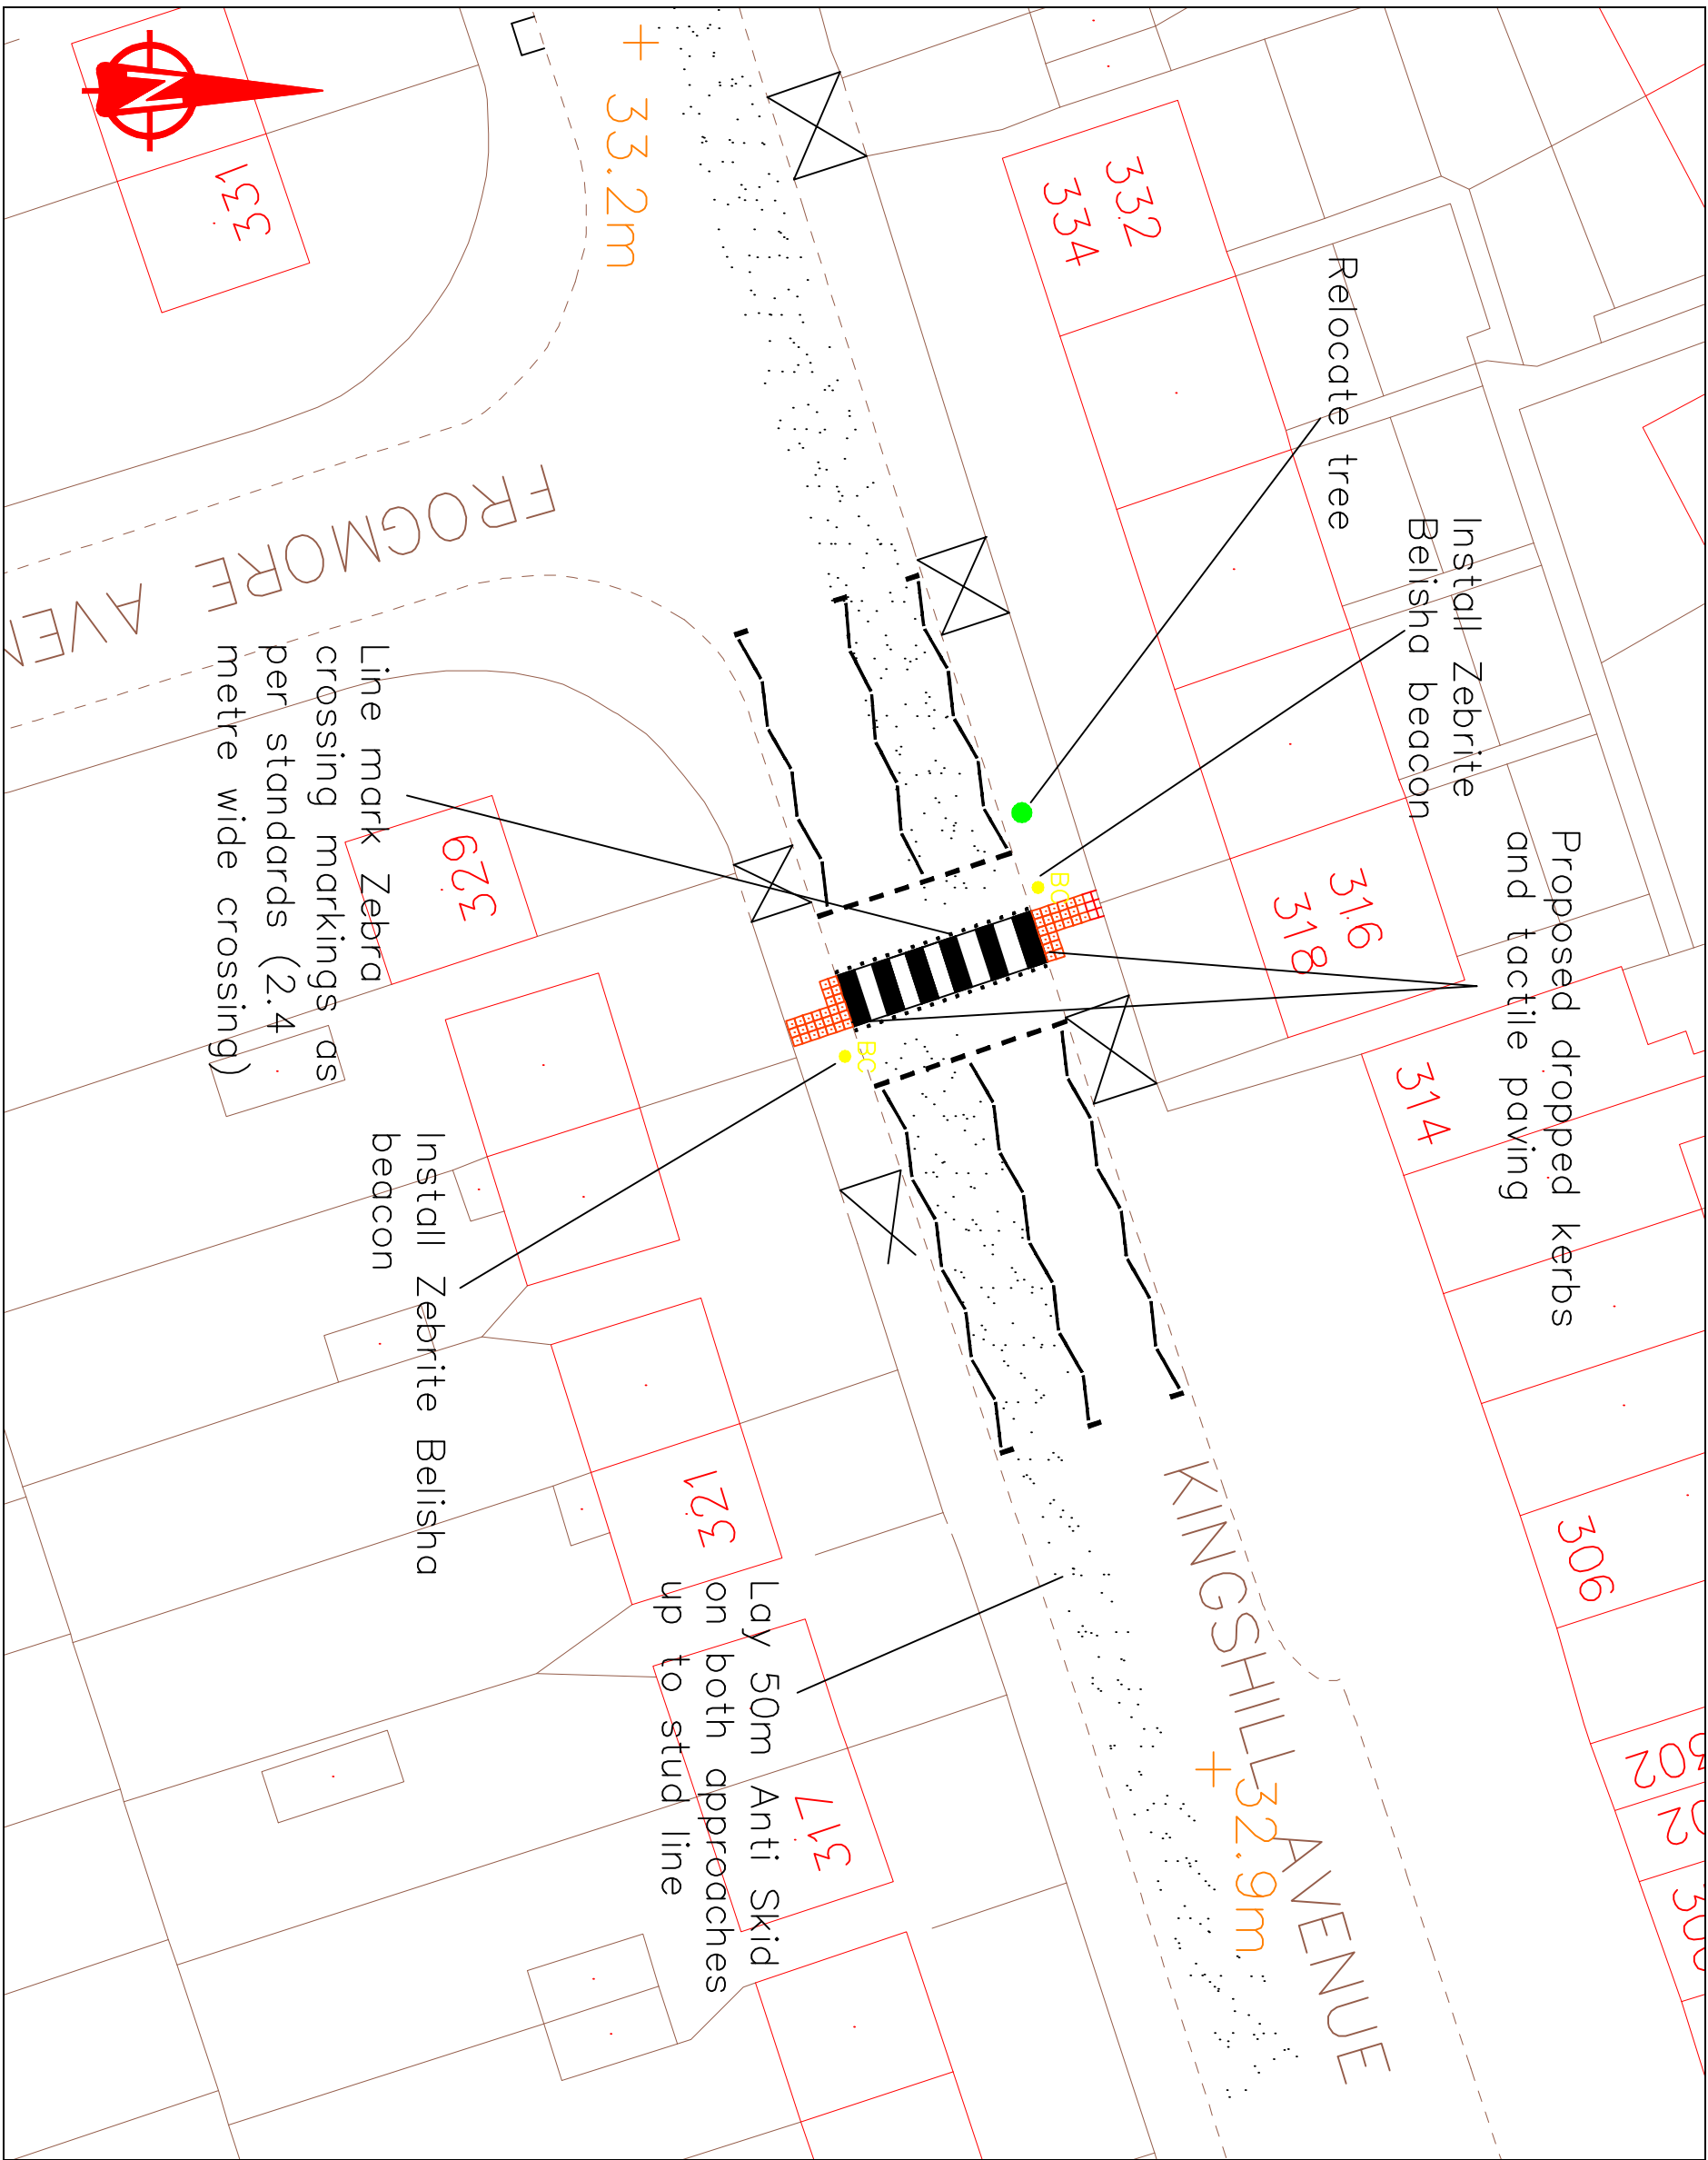 Proposed dropped kerbs
and tactile paving
Install Zebrite
Belisha beacon
Relocate tree
332
334
316
318
314
306
302
BC
BC
33.2m
32.9m
KINGSHILL AVENUE
FROGMORE
331
329
321
317
Line mark Zebra
crossing markings as
per standards (2.4
metre wide crossing)
Install Zebrite Belisha
beacon
Lay 50m Anti Skid
on both approaches
up to stud line
N